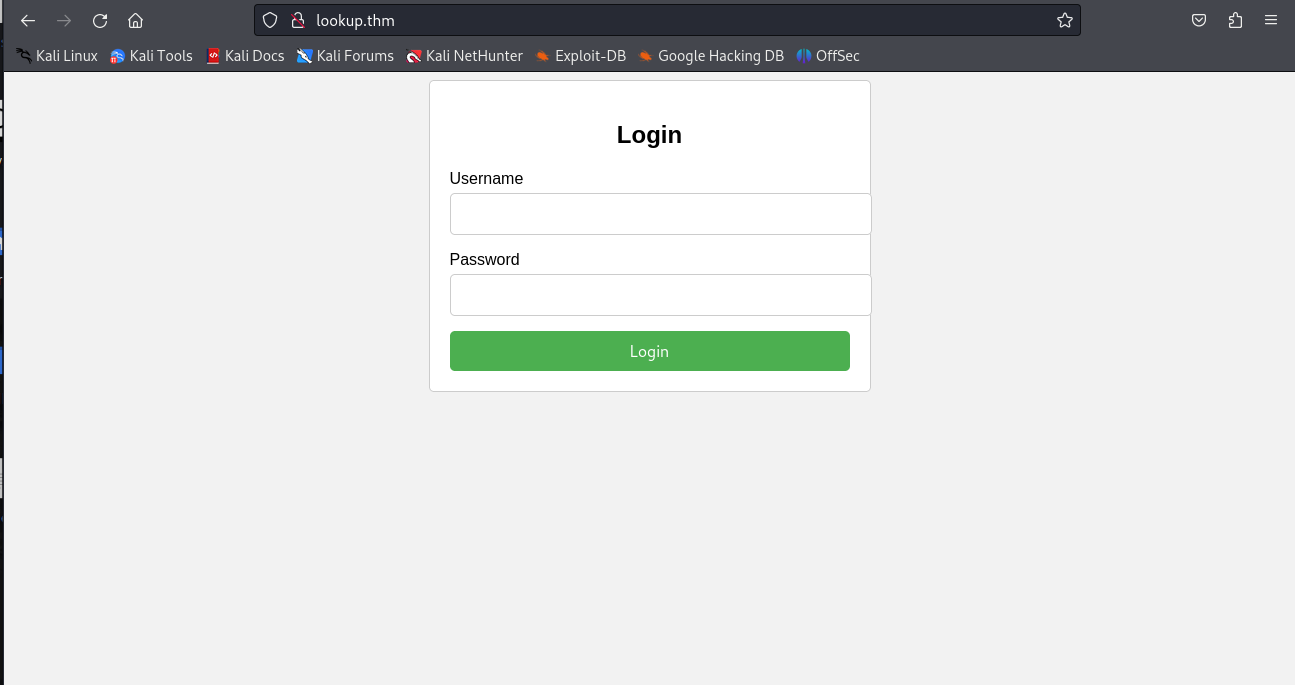 lookup.thm
Kali Linux Kali Tools Kali Docs Kali Forums Kali NetHunter Exploit-DB Google Hacking DB OffSec
Login
Username
Password
Login